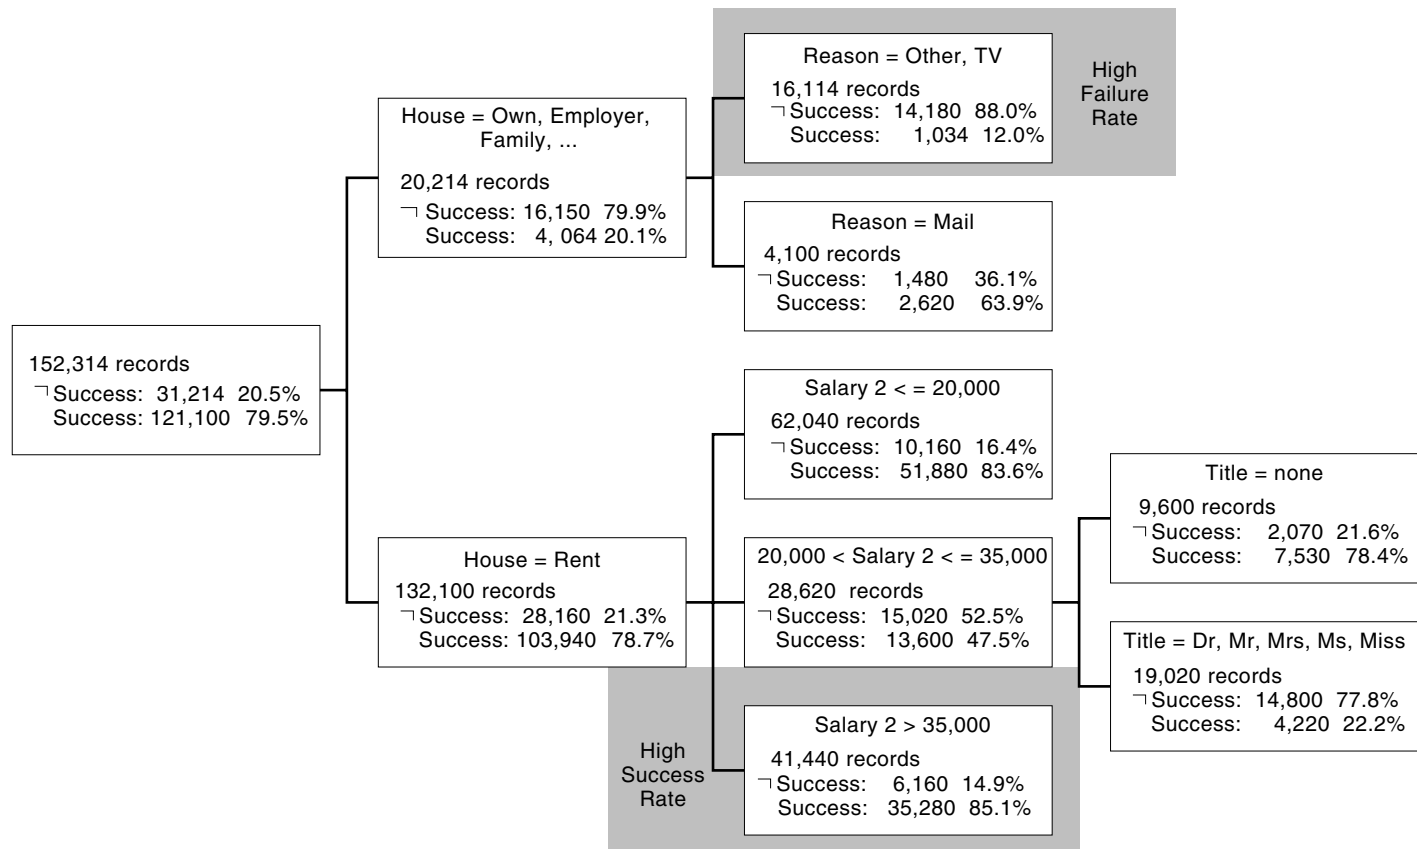 152,314 records
¬ Success: 31,214 20.5%
Success: 121,100 79.5%
House = Own, Employer,
Family, ...
20,214 records
¬ Success: 16,150 79.9%
Success: 4, 064 20.1%
House = Rent
132,100 records
¬ Success: 28,160 21.3%
Success: 103,940 78.7%
Reason = Other, TV
16,114 records
¬ Success: 14,180 88.0%
Success: 1,034 12.0%
High
Failure
Rate
Reason = Mail
4,100 records
¬ Success: 1,480 36.1%
Success: 2,620 63.9%
Salary 2 < = 20,000
62,040 records
¬ Success: 10,160 16.4%
Success: 51,880 83.6%
20,000 < Salary 2 < = 35,000
28,620 records
¬ Success: 15,020 52.5%
Success: 13,600 47.5%
High
Success
Rate
Salary 2 > 35,000
41,440 records
¬ Success: 6,160 14.9%
Success: 35,280 85.1%
Title = none
9,600 records
¬ Success: 2,070 21.6%
Success: 7,530 78.4%
Title = Dr, Mr, Mrs, Ms, Miss
19,020 records
¬ Success: 14,800 77.8%
Success: 4,220 22.2%